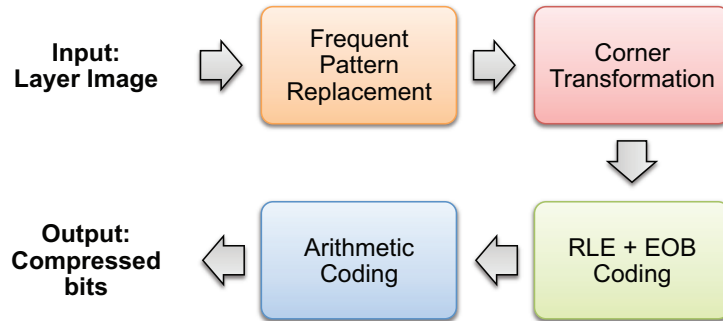 Input:
Layer Image
Frequent
Pattern
Replacement
Corner
Transformation
RLE + EOB
Coding
Arithmetic
Coding
Output:
Compressed
bits